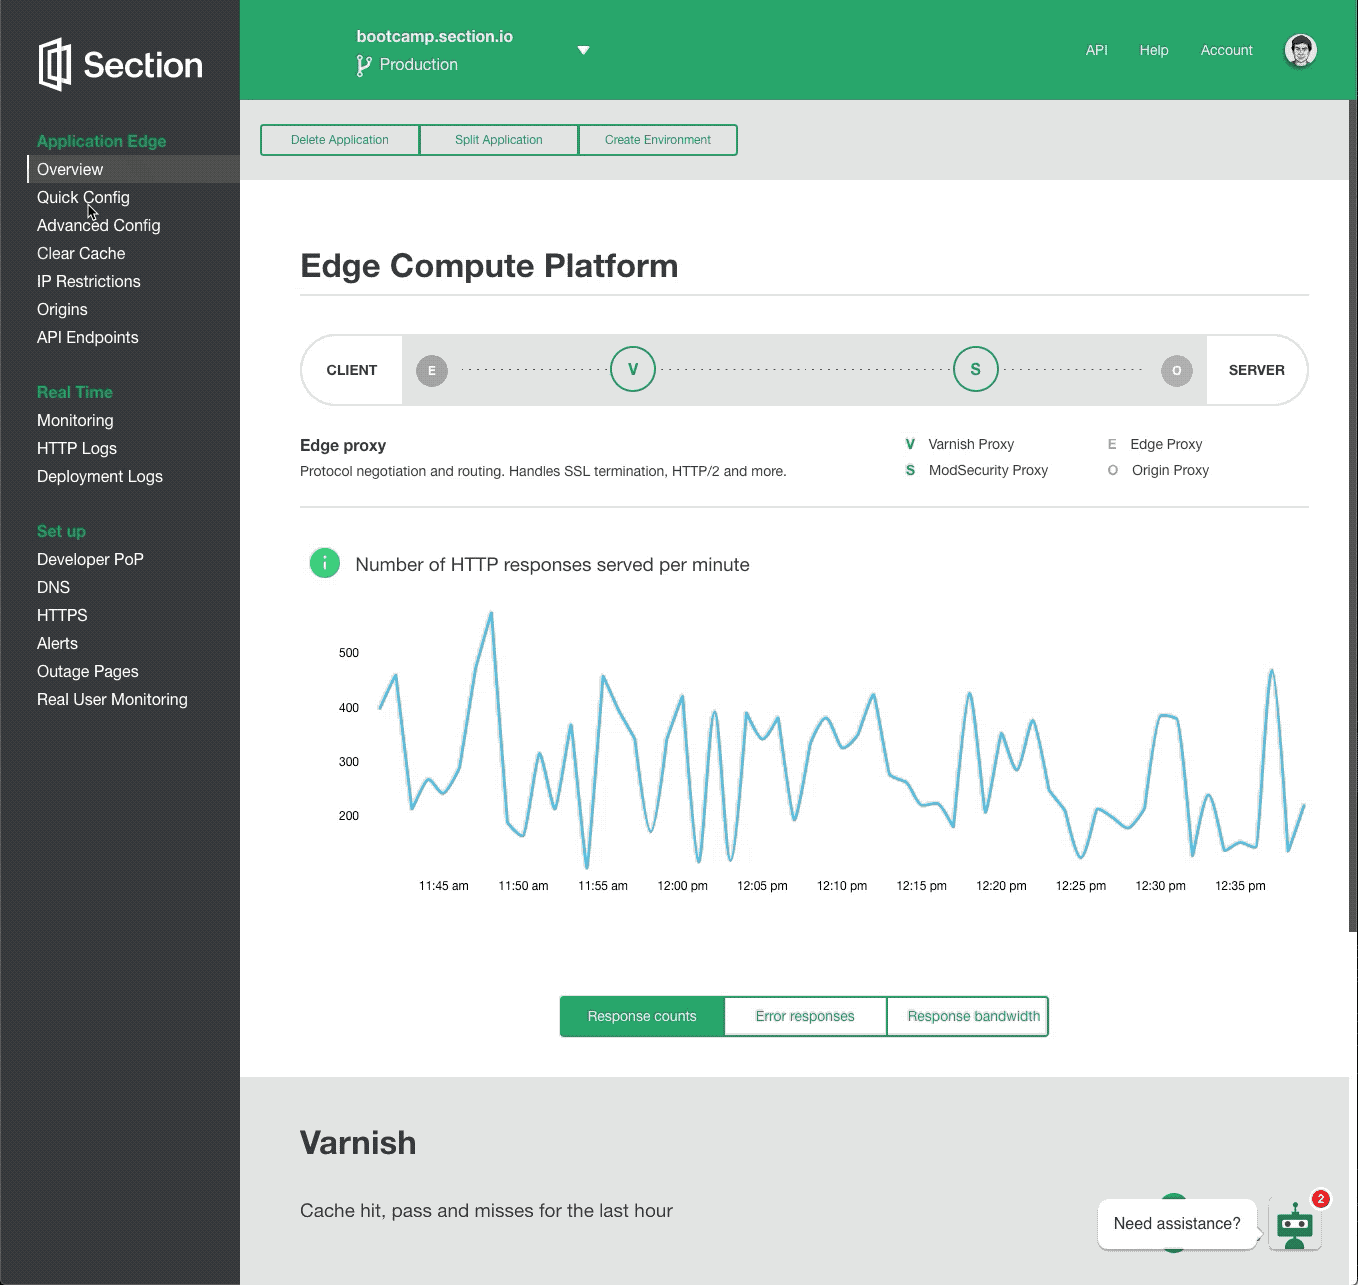 Section
bootcamp.section.io
Production
API Help Account
Application Edge
Overview
Quick Config
Advanced Config
Clear Cache
IP Restrictions
Origins
API Endpoints
Real Time
Monitoring
HTTP Logs
Deployment Logs
Set up
Developer PoP
DNS
HTTPS
Alerts
Outage Pages
Real User Monitoring
Delete Application Split Application Create Environment
Edge Compute Platform
CLIENT E V S O SERVER
Edge proxy
Protocol negotiation and routing. Handles SSL termination, HTTP/2 and more.
V Varnish Proxy E Edge Proxy
S ModSecurity Proxy O Origin Proxy
i Number of HTTP responses served per minute
500
400
300
200
11:45 am 11:50 am 11:55 am 12:00 pm 12:05 pm 12:10 pm 12:15 pm 12:20 pm 12:25 pm 12:30 pm 12:35 pm
Response counts Error responses Response bandwidth
Varnish
Cache hit, pass and misses for the last hour
Need assistance?
2